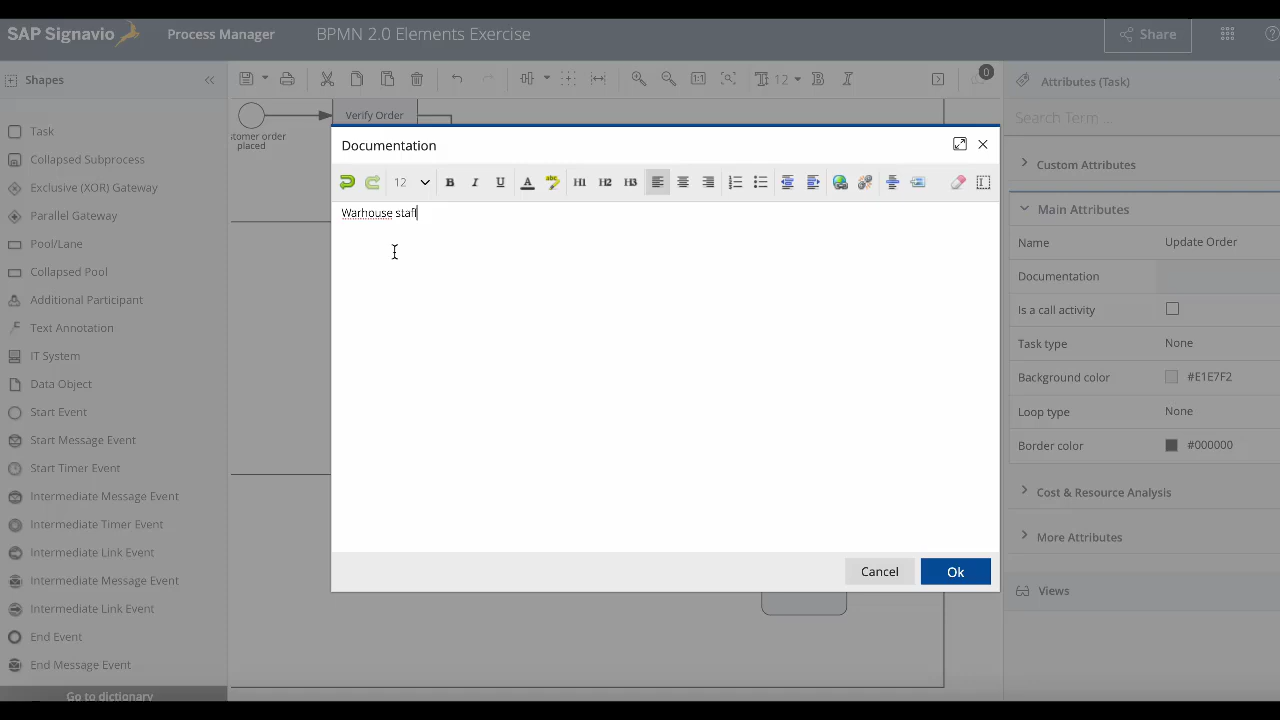 SAP Signavio
Process Manager
BPMN 2.0 Elements Exercise
Share
Shapes
12
0
Attributes (Task)
Search Term ...
Task
Collapsed Subprocess
Exclusive (XOR) Gateway
Parallel Gateway
Pool/Lane
Collapsed Pool
Additional Participant
Text Annotation
IT System
Data Object
Start Event
Start Message Event
Start Timer Event
Intermediate Message Event
Intermediate Timer Event
Intermediate Link Event
Intermediate Message Event
Intermediate Link Event
End Event
End Message Event
Go to dictionary
stomer order
placed
Verify Order
Documentation
12 B I U A H1 H2 H3
Warhouse staff
Cancel
Ok
Custom Attributes
Main Attributes
Name Update Order
Documentation
Is a call activity
Task type None
Background color #E1E7F2
Loop type None
Border color #000000
Cost & Resource Analysis
More Attributes
Views